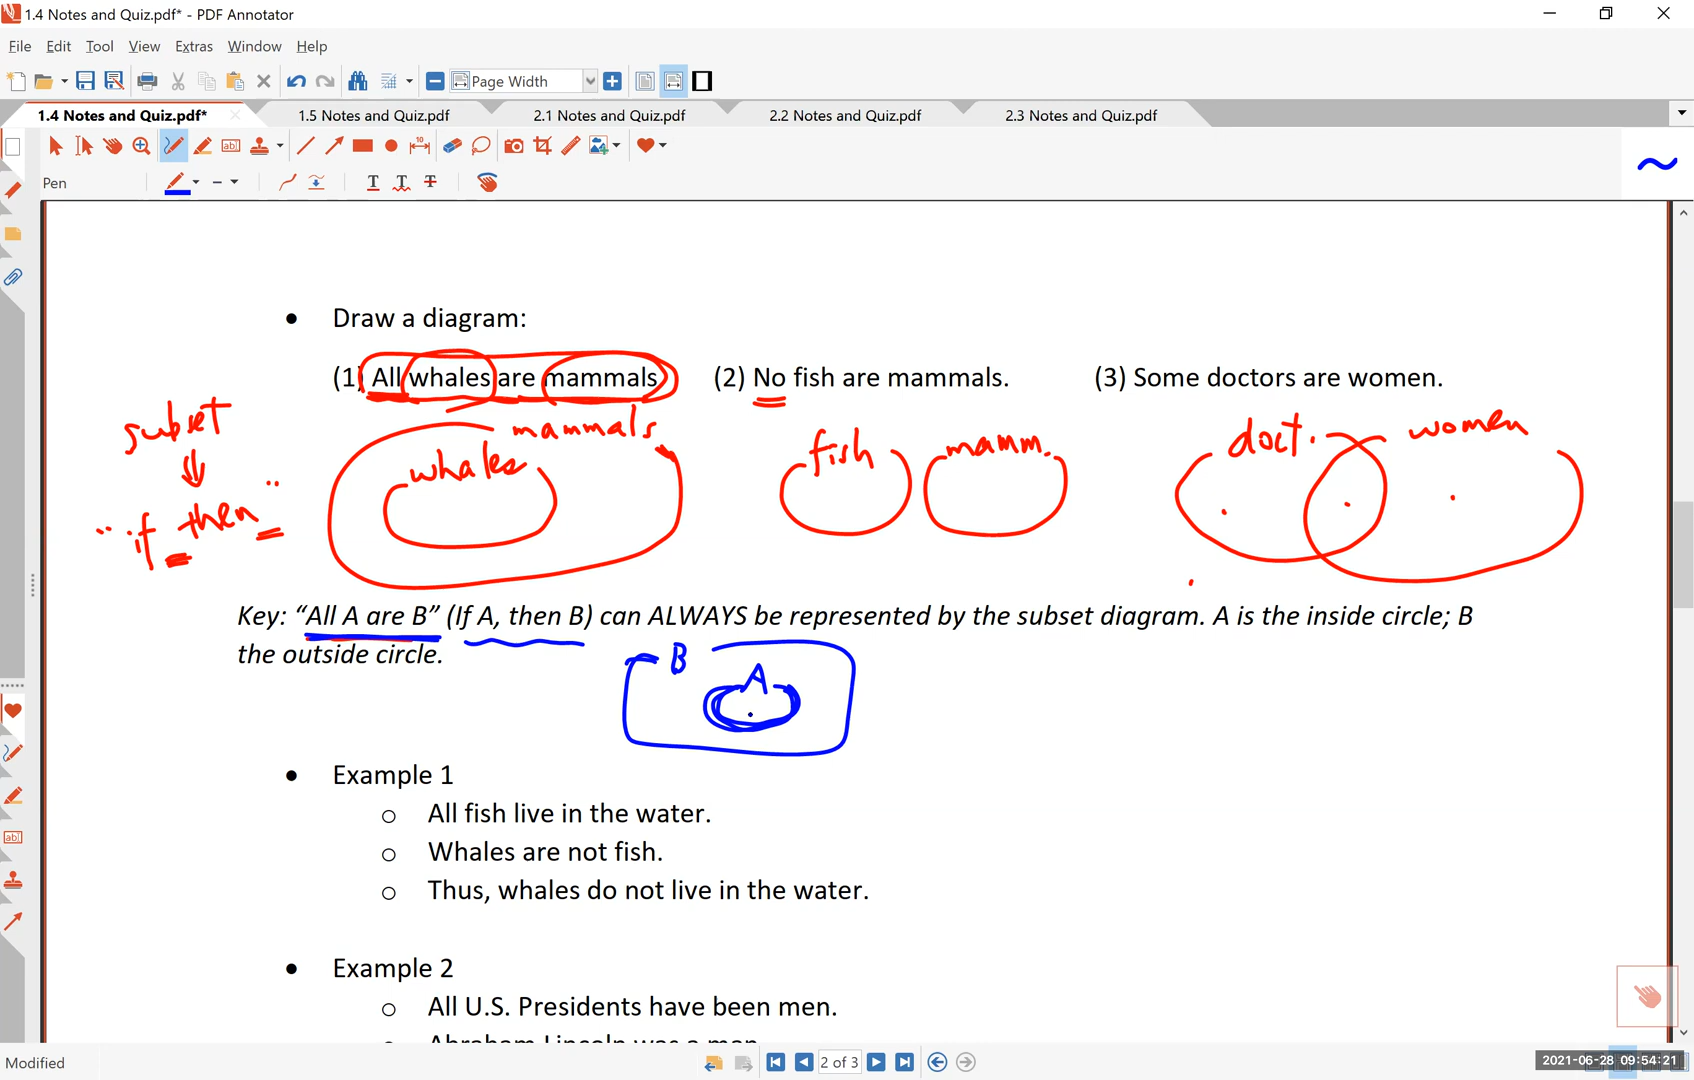 1.4 Notes and Quiz.pdf* - PDF Annotator
File Edit Tool View Extras Window Help
Page Width
1.4 Notes and Quiz.pdf* 1.5 Notes and Quiz.pdf 2.1 Notes and Quiz.pdf 2.2 Notes and Quiz.pdf 2.3 Notes and Quiz.pdf
Pen
• Draw a diagram:
(1) All whales are mammals (2) No fish are mammals. (3) Some doctors are women.
subset
mammals
whales
fish
mamm.
doct.
women
if then
Key: “All A are B” (If A, then B) can ALWAYS be represented by the subset diagram. A is the inside circle; B
the outside circle.
B
A
• Example 1
o All fish live in the water.
o Whales are not fish.
o Thus, whales do not live in the water.
• Example 2
o All U.S. Presidents have been men.
Abraham Lincoln was a man
Modified
2 of 3
2021-06-28 09:54:21